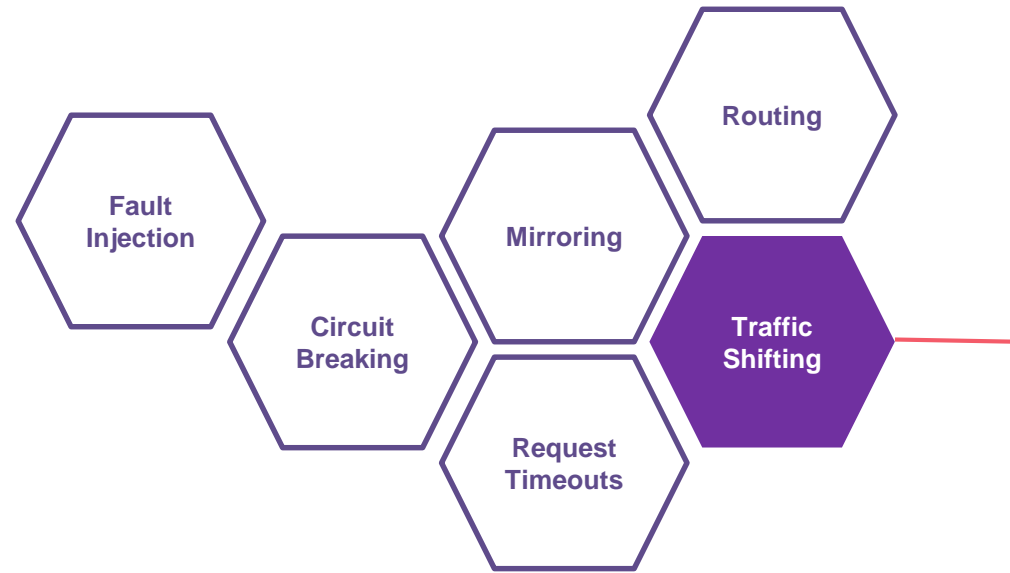 Routing
Fault
Injection
Mirroring
Circuit
Breaking
Traffic
Shifting
Request
Timeouts